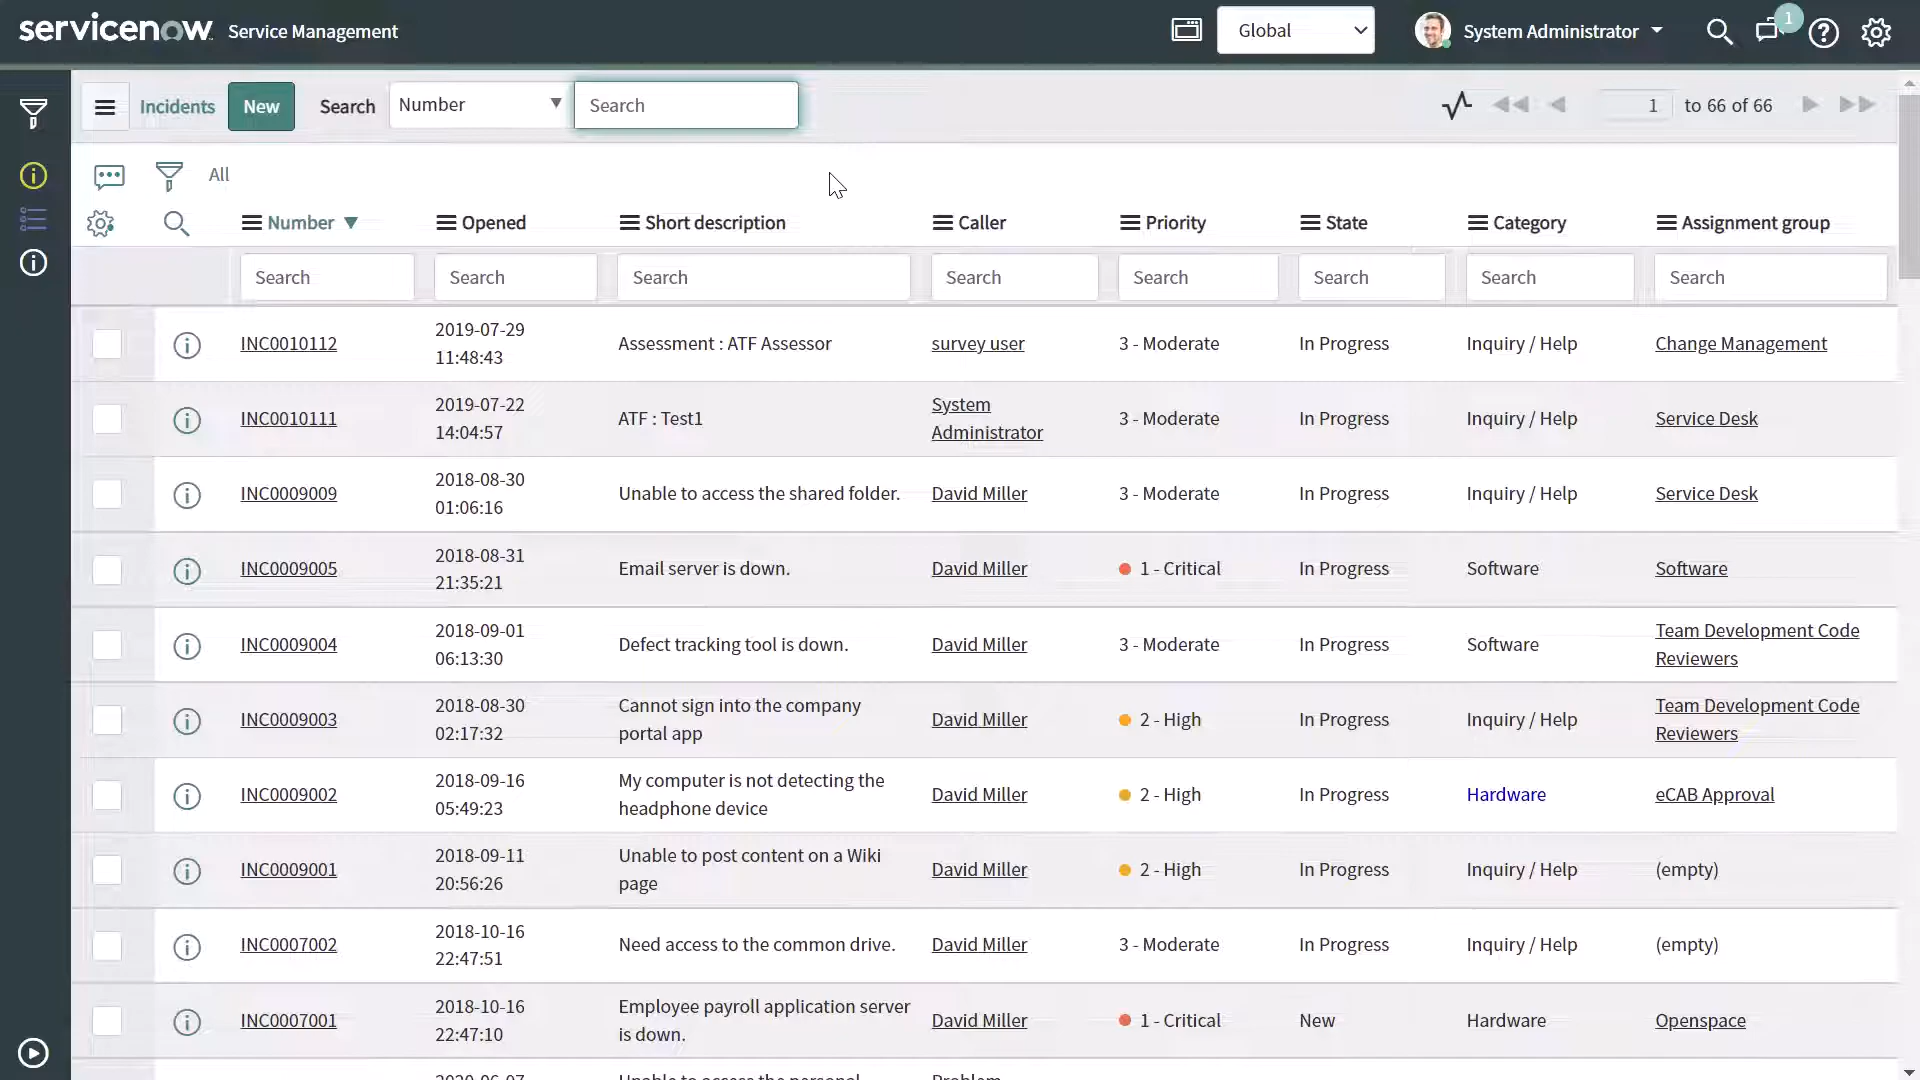 servicenow Service Management Global System Administrator 1
Incidents New Search Number Search 1 to 66 of 66
All
Number Opened Short description Caller Priority State Category Assignment group
Search Search Search Search Search Search Search Search
INC0010112 2019-07-29 11:48:43 Assessment : ATF Assessor survey user 3 - Moderate In Progress Inquiry / Help Change Management
INC0010111 2019-07-22 14:04:57 ATF : Test1 System Administrator 3 - Moderate In Progress Inquiry / Help Service Desk
INC0009009 2018-08-30 01:06:16 Unable to access the shared folder. David Miller 3 - Moderate In Progress Inquiry / Help Service Desk
INC0009005 2018-08-31 21:35:21 Email server is down. David Miller 1 - Critical In Progress Software Software
INC0009004 2018-09-01 06:13:30 Defect tracking tool is down. David Miller 3 - Moderate In Progress Software Team Development Code Reviewers
INC0009003 2018-08-30 02:17:32 Cannot sign into the company portal app David Miller 2 - High In Progress Inquiry / Help Team Development Code Reviewers
INC0009002 2018-09-16 05:49:23 My computer is not detecting the headphone device David Miller 2 - High In Progress Hardware eCAB Approval
INC0009001 2018-09-11 20:56:26 Unable to post content on a Wiki page David Miller 2 - High In Progress Inquiry / Help (empty)
INC0007002 2018-10-16 22:47:51 Need access to the common drive. David Miller 3 - Moderate In Progress Inquiry / Help (empty)
INC0007001 2018-10-16 22:47:10 Employee payroll application server is down. David Miller 1 - Critical New Hardware Openspace